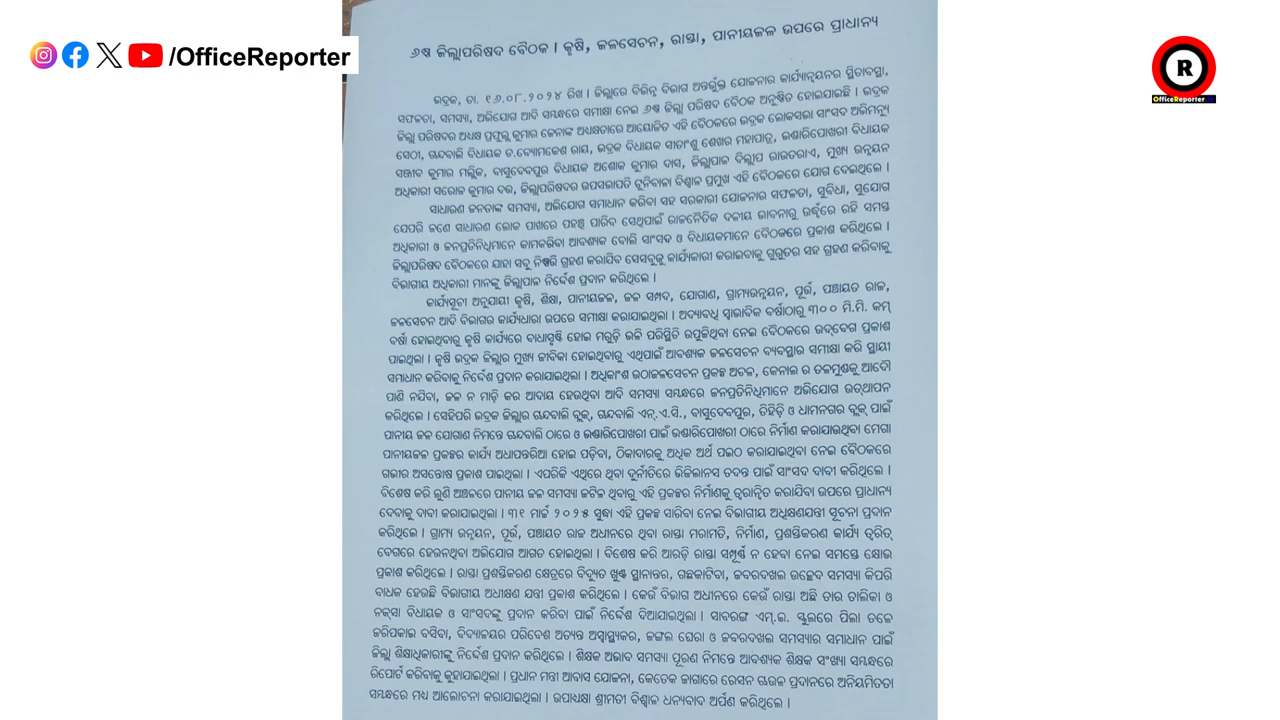 /OfficeReporter
R
OfficeReporter
୬ଷ୍ଠ ଜିଲ୍ଲାପରିଷଦ ବୈଠକ । କୃଷି, ଜଳସେଚନ, ରାସ୍ତା, ପାନୀୟଜଳ ଉପରେ ପ୍ରାଧାନ୍ୟ
ଭଦ୍ରକ, ତା. ୧୬.୦୮.୨୦୨୪ ରିଖ । ଜିଲ୍ଲାରେ ବିଭିନ୍ନ ବିଭାଗ ଅନ୍ତର୍ଭୁକ୍ତ ଯୋଜନାର କାର୍ଯ୍ୟାନ୍ୱୟନର ସ୍ଥିତାବସ୍ଥା,
ସଫଳତା, ସମସ୍ୟା, ଅଭିଯୋଗ ଆଦି ସମ୍ବନ୍ଧରେ ସମୀକ୍ଷା ନେଇ ୬ଷ୍ଠ ଜିଲ୍ଲା ପରିଷଦ ବୈଠକ ଅନୁଷ୍ଠିତ ହୋଇଯାଇଛି । ଭଦ୍ରକ
ଜିଲ୍ଲା ପରିଷଦର ଅଧ୍ୟକ୍ଷ ପ୍ରଫୁଲ୍ଲ କୁମାର ଜେନାଙ୍କ ଅଧ୍ୟକ୍ଷତାରେ ଆୟୋଜିତ ଏହି ବୈଠକରେ ଭଦ୍ରକ ଲୋକସଭା ସାଂସଦ ଅଭିମନ୍ୟୁ
ସେଠୀ, ଚାନ୍ଦବାଲି ବିଧାୟକ ଡ.ବ୍ୟୋମକେଶ ରାୟ, ଭଦ୍ରକ ବିଧାୟକ ସୀତାଂଶୁ ଶେଖର ମହାପାତ୍ର, ଭଣ୍ଡାରିପୋଖରୀ ବିଧାୟକ
ସଞ୍ଜୀବ କୁମାର ମଲ୍ଲିକ, ବାସୁଦେବପୁର ବିଧାୟକ ଅଶୋକ କୁମାର ଦାସ, ଜିଲ୍ଲାପାଳ ଦିଲ୍ଲୀପ ରାଉତରାଏ, ମୁଖ୍ୟ ଉନ୍ନୟନ
ଅଧିକାରୀ ସରୋଜ କୁମାର ଦର, ଜିଲ୍ଲାପରିଷଦର ଉପସଭାପତି ଟୁନିବାଳା ବିଶ୍ୱାଳ ପ୍ରମୁଖ ଏହି ବୈଠକରେ ଯୋଗ ଦେଇଥିଲେ ।
ସାଧାରଣ ଜନତାଙ୍କ ସମସ୍ୟା, ଅଭିଯୋଗ ସମାଧାନ କରିବା ସହ ସରକାରୀ ଯୋଜନାର ସଫଳତା, ସୁବିଧା, ସୁଯୋଗ
ଯେପରି ଜଣେ ସାଧାରଣ ଲୋକ ପାଖରେ ପହଞ୍ଚ ପାରିବ ସେଥିପାଇଁ ରାଜନୈତିକ ଦଳୀୟ ଭାବନାରୁ ଉର୍ଦ୍ଧ୍ୱରେ ରହି ସମସ୍ତ
ଅଧିକାରୀ ଓ ଜନପ୍ରତିନିଧିମାନେ କାମକରିବା ଆବଶ୍ୟକ ବୋଲି ସାଂସଦ ଓ ବିଧାୟକମାନେ ବୈଠକରେ ପ୍ରକାଶ କରିଥିଲେ ।
ଜିଲ୍ଲାପରିଷଦ ବୈଠକରେ ଯାହା ସବୁ ନିଷ୍ପତ୍ତି ଗ୍ରହଣ କରାଯିବ ସେସବୁକୁ କାର୍ଯ୍ୟକାରୀ କରାଇବାକୁ ଗୁରୁତର ସହ ଗ୍ରହଣ କରିବାକୁ
ବିଭାଗୀୟ ଅଧିକାରୀ ମାନଙ୍କୁ ଜିଲ୍ଲାପାଳ ନିର୍ଦ୍ଦେଶ ପ୍ରଦାନ କରିଥିଲେ ।
କାର୍ଯ୍ୟସୂଚୀ ଅନୁଯାୟୀ କୃଷି, ଶିକ୍ଷା, ପାନୀୟଜଳ, ଜଳ ସମ୍ପଦ, ଯୋଗାଣ, ଗ୍ରାମ୍ୟଉନ୍ନୟନ, ପୂର୍ତ୍ତ, ପଞ୍ଚାୟତ ରାଜ,
ଜଳସେଚନ ଆଦି ବିଭାଗର କାର୍ଯ୍ୟଧାରା ଉପରେ ସମୀକ୍ଷା କରାଯାଇଥିଲା । ଅଦ୍ୟାବଧି ସ୍ୱାଭାବିକ ବର୍ଷାଠାରୁ ୩୦୦ ମି.ମି. କମ୍
ବର୍ଷା ହୋଇଥିବାରୁ କୃଷି କାର୍ଯ୍ୟରେ ବାଧାସୃଷ୍ଟି ହୋଇ ମରୁଡ଼ି ଭଳି ପରିସ୍ଥିତି ଉପୁଜିଥିବା ନେଇ ବୈଠକରେ ଉଦ୍‌ବେଗ ପ୍ରକାଶ
ପାଇଥିଲା । କୃଷି ଭଦ୍ରକ ଜିଲ୍ଲାର ମୁଖ୍ୟ ଜୀବିକା ହୋଇଥିବାରୁ ଏଥିପାଇଁ ଆବଶ୍ୟକ ଜଳସେଚନ ବ୍ୟବସ୍ଥାର ସମୀକ୍ଷା କରି ସ୍ଥାୟୀ
ସମାଧାନ କରିବାକୁ ନିର୍ଦ୍ଦେଶ ପ୍ରଦାନ କରାଯାଇଥିଲା । ଅଧିକାଂଶ ଉଠାଜଳସେଚନ ପ୍ରକଳ୍ପ ଅଚଳ, କେନାଲ ର ତଳମୁଣ୍ଡକୁ ଆଦୌ
ପାଣି ନଯିବା, ଜଳ ନ ମାଡ଼ି କର ଆଦାୟ ହେଉଥିବା ଆଦି ସମସ୍ୟା ସମ୍ବନ୍ଧରେ ଜନପ୍ରତିନିଧିମାନେ ଅଭିଯୋଗ ଉତ୍‌ଥାପନ
କରିଥିଲେ । ସେହିପରି ଭଦ୍ରକ ଜିଲ୍ଲାର ଚାନ୍ଦବାଲି ବ୍ଲକ୍, ଚାନ୍ଦବାଲି ଏନ୍.ଏ.ସି., ବାସୁଦେବପୁର, ତିହିଡ଼ି ଓ ଧାମନଗର ବ୍ଲକ୍ ପାଇଁ
ପାନୀୟ ଜଳ ଯୋଗାଣ ନିମନ୍ତେ ଚାନ୍ଦବାଲି ଠାରେ ଓ ଭଣ୍ଡାରିପୋଖରୀ ପାଇଁ ଭଣ୍ଡାରିପୋଖରୀ ଠାରେ ନିର୍ମାଣ କରାଯାଉଥିବା ମେଗା
ପାନୀୟଜଳ ପ୍ରକଳ୍ପର କାର୍ଯ୍ୟ ଅଧାପନ୍ତରିଆ ହୋଇ ପଡ଼ିବା, ଠିକାଦାରକୁ ଅଧିକ ଅର୍ଥ ପଇଠ କରାଯାଇଥିବା ନେଇ ବୈଠକରେ
ଗଭୀର ଅସନ୍ତୋଷ ପ୍ରକାଶ ପାଇଥିଲା । ଏପରିକି ଏଥିରେ ଥିବା ଦୁର୍ନୀତିରେ ଭିଜିଲାନସ ତଦନ୍ତ ପାଇଁ ସାଂସଦ ଦାବୀ କରିଥିଲେ ।
ବିଶେଷ କରି ଲୁଣି ଅଞ୍ଚଳରେ ପାନୀୟ ଜଳ ସମସ୍ୟା ଜଟିଳ ଥିବାରୁ ଏହି ପ୍ରକଳ୍ପର ନିର୍ମାଣକୁ ତ୍ୱରାନ୍ୱିତ କରାଯିବା ଉପରେ ପ୍ରାଧାନ୍ୟ
ଦେବାକୁ ଦାବୀ କରାଯାଇଥିଲା । ୩୧ ମାର୍ଚ୍ଚ ୨୦୨୫ ସୁଦ୍ଧା ଏହି ପ୍ରକଳ୍ପ ସାରିବା ନେଇ ବିଭାଗୀୟ ଅଧିକ୍ଷଣଯନ୍ତ୍ରୀ ସୂଚନା ପ୍ରଦାନ
କରିଥିଲେ । ଗ୍ରାମ୍ୟ ଉନ୍ନୟନ, ପୂର୍ତ୍ତ, ପଞ୍ଚାୟତ ରାଜ ଅଧୀନରେ ଥିବା ରାସ୍ତା ମରାମତି, ନିର୍ମାଣ, ପ୍ରଶସ୍ତିକରଣ କାର୍ଯ୍ୟ ତ୍ୱରିତ୍
ବେଗରେ ହେଉନଥିବା ଅଭିଯୋଗ ଆଗତ ହୋଇଥିଲା । ବିଶେଷ କରି ଆରଡ଼ି ରାସ୍ତା ସମ୍ପୂର୍ଣ୍ଣ ନ ହେବା ନେଇ ସମସ୍ତେ କ୍ଷୋଭ
ପ୍ରକାଶ କରିଥିଲେ । ରାସ୍ତା ପ୍ରଶସ୍ତିକରଣ କ୍ଷେତ୍ରରେ ବିଦ୍ୟୁତ ଖୁଣ୍ଟ ସ୍ଥାନାନ୍ତର, ଗଛକାଟିବା, ଜବରଦଖଲ ଉଚ୍ଛେଦ ସମସ୍ୟା କିପରି
ବାଧକ ହେଉଛି ବିଭାଗୀୟ ଅଧୀକ୍ଷଣ ଯନ୍ତ୍ରୀ ପ୍ରକାଶ କରିଥିଲେ । କେଉଁ ବିଭାଗ ଅଧୀନରେ କେଉଁ ରାସ୍ତା ଅଛି ତାର ତାଲିକା ଓ
ନକ୍‌ସା ବିଧାୟକ ଓ ସାଂସଦଙ୍କୁ ପ୍ରଦାନ କରିବା ପାଇଁ ନିର୍ଦ୍ଦେଶ ଦିଆଯାଇଥିଲା । ସାବରଙ୍ଗ ଏମ୍.ଇ. ସ୍କୁଲରେ ପିଲା ତଳେ
ଜରିପକାଇ ବସିବା, ବିଦ୍ୟାଳୟର ପରିବେଶ ଅତ୍ୟନ୍ତ ଅସ୍ୱାସ୍ଥ୍ୟକର, ଜଙ୍ଗଲ ଘେରା ଓ ଜବରଦଖଲ ସମସ୍ୟାର ସମାଧାନ ପାଇଁ
ଜିଲ୍ଲା ଶିକ୍ଷାଧିକାରୀଙ୍କୁ ନିର୍ଦ୍ଦେଶ ପ୍ରଦାନ କରିଥିଲେ । ଶିକ୍ଷକ ଅଭାବ ସମସ୍ୟା ପୂରଣ ନିମନ୍ତେ ଆବଶ୍ୟକ ଶିକ୍ଷକ ସଂଖ୍ୟା ସମ୍ବନ୍ଧରେ
ରିପୋର୍ଟ କରିବାକୁ କୁହାଯାଇଥିଲା । ପ୍ରଧାନ ମନ୍ତ୍ରୀ ଆବାସ ଯୋଜନା, କେତେକ ଜାଗାରେ ରେସନ ଚାଉଳ ପ୍ରଦାନରେ ଅନିୟମିତତା
ସମ୍ବନ୍ଧରେ ମଧ୍ୟ ଆଲୋଚନା କରାଯାଇଥିଲା । ଉପାଧ୍ୟକ୍ଷା ଶ୍ରୀମତୀ ବିଶ୍ୱାଳ ଧନ୍ୟବାଦ ଅର୍ପଣ କରିଥିଲେ ।